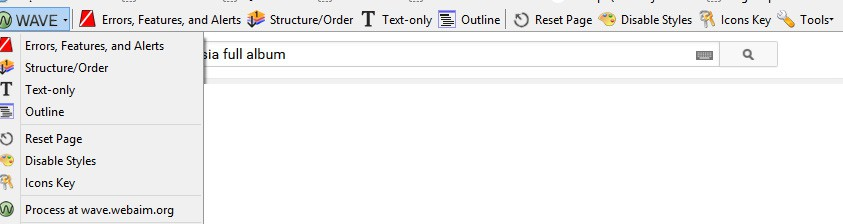 WAVE Errors, Features, and Alerts Structure/Order Text-only Outline Reset Page Disable Styles Icons Key Tools
Errors, Features, and Alerts
sia full album
Structure/Order
Text-only
Outline
Reset Page
Disable Styles
Icons Key
Process at wave.webaim.org